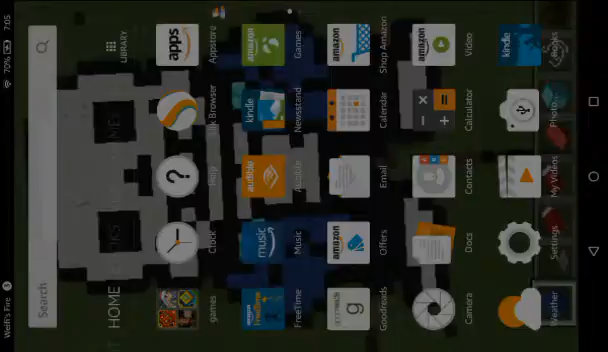 Weifi's Fire 70% 7:05
Search
HOME LIBRARY
apps
games Clock Help Silk Browser Appstore
amazon FreeTime music audible kindle amazon
FreeTime Music Audible Newsstand Games
goodreads g amazon amazon
Goodreads Offers Email Calendar Shop Amazon
amazon
Camera Docs Contacts Calculator Video
kindle
Weather Settings My Videos Photo... Books